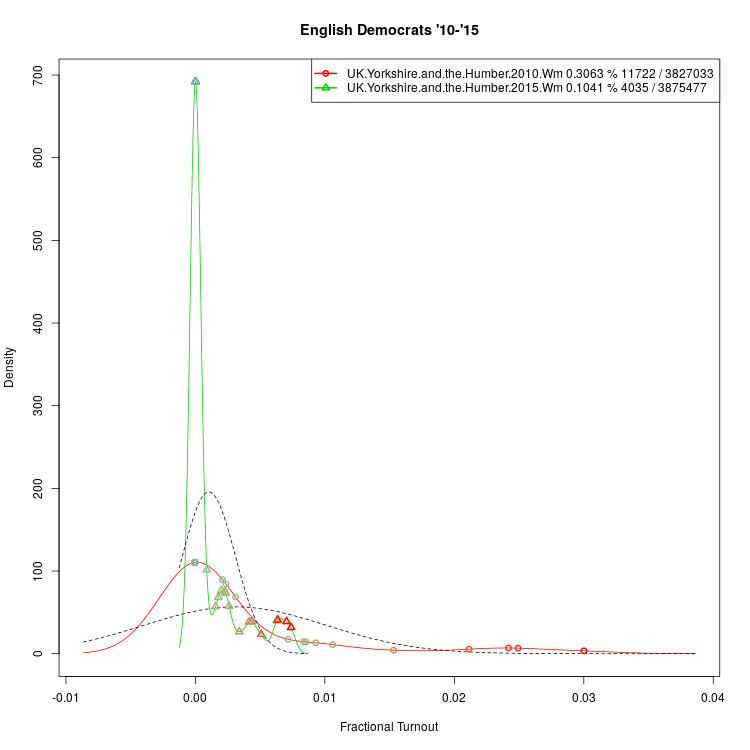 English Democrats '10-'15
UK.Yorkshire.and.the.Humber.2010.Wm 0.3063 % 11722 / 3827033
UK.Yorkshire.and.the.Humber.2015.Wm 0.1041 % 4035 / 3875477
700
600
500
400
300
200
100
0
Density
-0.01 0.00 0.01 0.02 0.03 0.04
Fractional Turnout